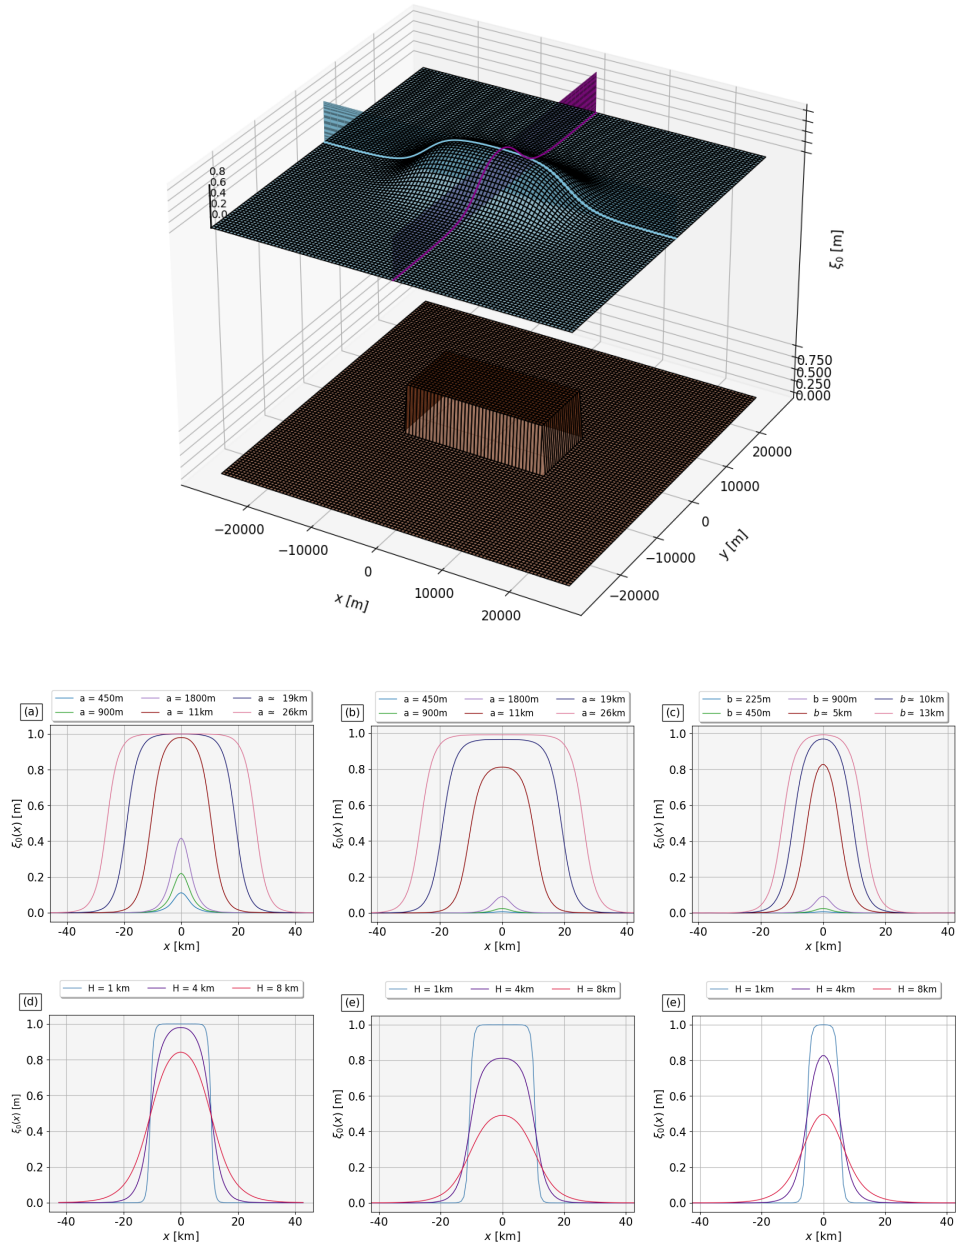 0.8
0.6
0.4
0.2
0.0
ξ₀ [m]
0.750
0.500
0.250
0.000
20000
10000
0
−10000
−20000
y [m]
−20000
−10000
0
10000
20000
x [m]
(a)
a = 450m a = 1800m a ≃ 19km
a = 900m a ≃ 11km a ≃ 26km
ξ₀(x) [m]
1.0
0.8
0.6
0.4
0.2
0.0
-40 -20 0 20 40
x [km]
(b)
a = 450m a = 1800m a ≃ 19km
a = 900m a ≃ 11km a ≃ 26km
ξ₀(x) [m]
1.0
0.8
0.6
0.4
0.2
0.0
-40 -20 0 20 40
x [km]
(c)
b = 225m b = 900m b ≃ 10km
b = 450m b ≃ 5km b ≃ 13km
ξ₀(x) [m]
1.0
0.8
0.6
0.4
0.2
0.0
-40 -20 0 20 40
x [km]
(d)
H = 1 km H = 4 km H = 8 km
ξ₀(x) [m]
1.0
0.8
0.6
0.4
0.2
0.0
-40 -20 0 20 40
x [km]
(e)
H = 1km H = 4km H = 8km
ξ₀(x) [m]
1.0
0.8
0.6
0.4
0.2
0.0
-40 -20 0 20 40
x [km]
(e)
H = 1km H = 4km H = 8km
ξ₀(x) [m]
1.0
0.8
0.6
0.4
0.2
0.0
-40 -20 0 20 40
x [km]